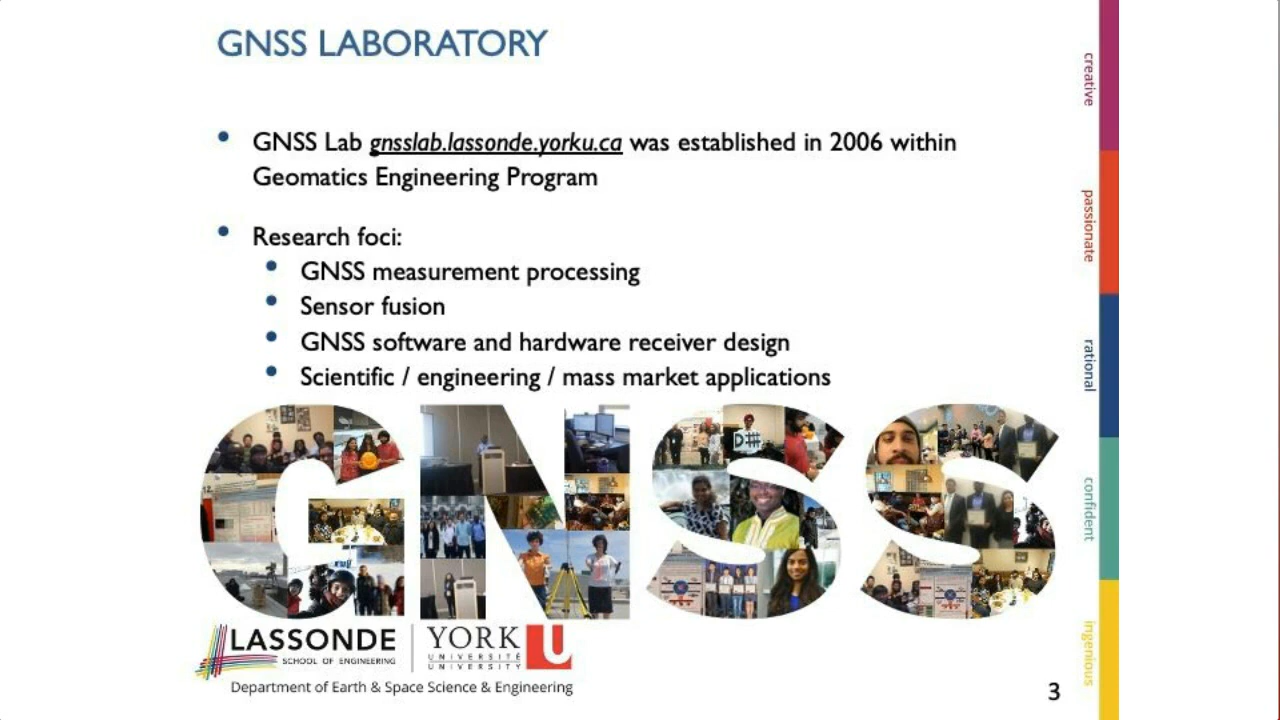 GNSS LABORATORY
GNSS Lab gnsslab.lassonde.yorku.ca was established in 2006 within
Geomatics Engineering Program
Research foci:
GNSS measurement processing
Sensor fusion
GNSS software and hardware receiver design
Scientific / engineering / mass market applications
GNSS
D#
LASSONDE
SCHOOL OF ENGINEERING
YORK U
UNIVERSITÉ
UNIVERSITY
Department of Earth & Space Science & Engineering
3
creative
passionate
rational
confident
ingenious